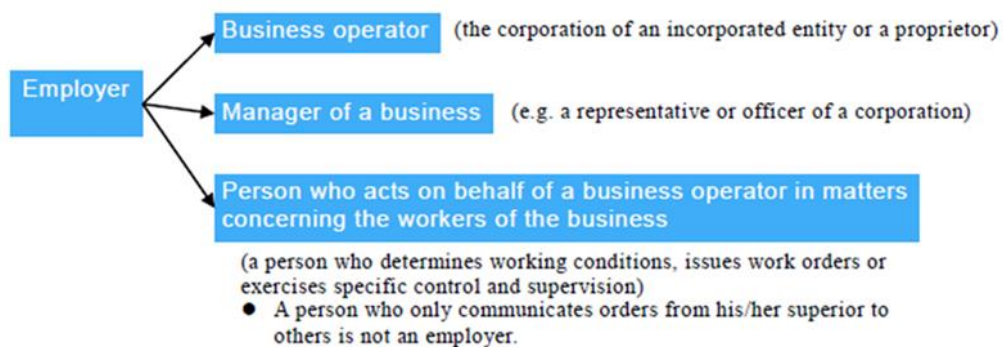 Business operator (the corporation of an incorporated entity or a proprietor)
Employer
Manager of a business (e.g. a representative or officer of a corporation)
Person who acts on behalf of a business operator in matters
concerning the workers of the business
(a person who determines working conditions, issues work orders or
exercises specific control and supervision)
● A person who only communicates orders from his/her superior to
others is not an employer.